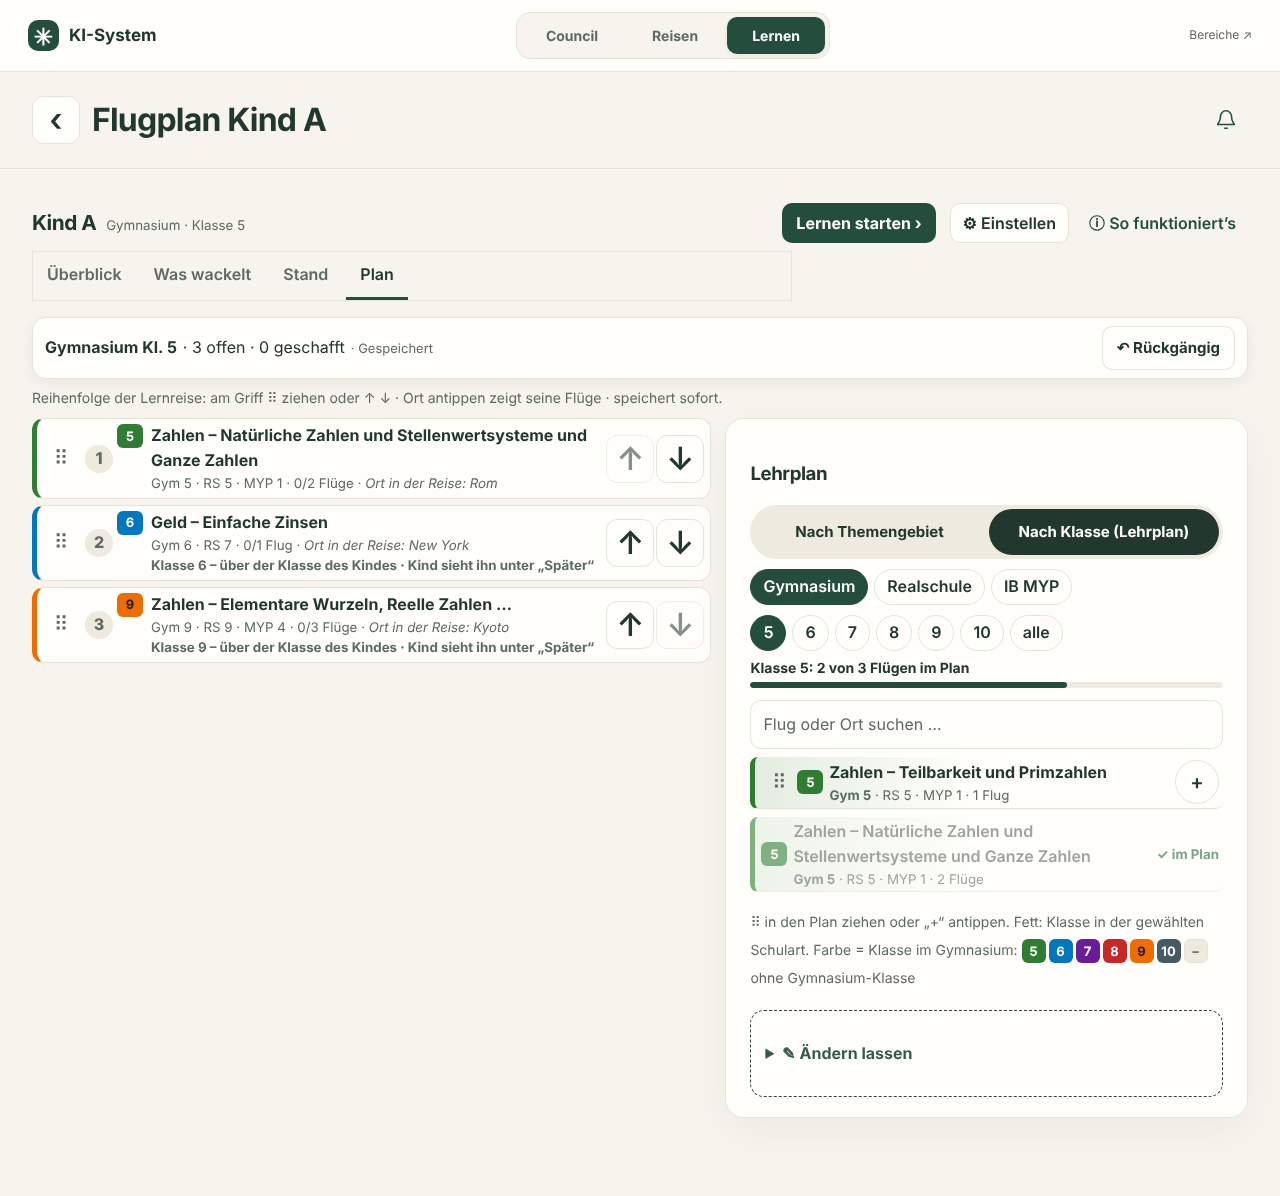 KI-System
Council
Reisen
Lernen
Bereiche ↗
‹
Flugplan Kind A
Kind A Gymnasium · Klasse 5
Lernen starten ›
⚙ Einstellen
ⓘ So funktioniert’s
Überblick
Was wackelt
Stand
Plan
Gymnasium Kl. 5 · 3 offen · 0 geschafft · Gespeichert
↶ Rückgängig
Reihenfolge der Lernreise: am Griff ⠿ ziehen oder ↑ ↓ · Ort antippen zeigt seine Flüge · speichert sofort.
⠿ 1 5 Zahlen – Natürliche Zahlen und Stellenwertsysteme und
Ganze Zahlen
Gym 5 · RS 5 · MYP 1 · 0/2 Flüge · Ort in der Reise: Rom
↑ ↓
⠿ 2 6 Geld – Einfache Zinsen
Gym 6 · RS 7 · 0/1 Flug · Ort in der Reise: New York
Klasse 6 – über der Klasse des Kindes · Kind sieht ihn unter „Später“
↑ ↓
⠿ 3 9 Zahlen – Elementare Wurzeln, Reelle Zahlen …
Gym 9 · RS 9 · MYP 4 · 0/3 Flüge · Ort in der Reise: Kyoto
Klasse 9 – über der Klasse des Kindes · Kind sieht ihn unter „Später“
↑ ↓
Lehrplan
Nach Themengebiet
Nach Klasse (Lehrplan)
Gymnasium
Realschule
IB MYP
5 6 7 8 9 10 alle
Klasse 5: 2 von 3 Flügen im Plan
Flug oder Ort suchen …
⠿ 5 Zahlen – Teilbarkeit und Primzahlen
Gym 5 · RS 5 · MYP 1 · 1 Flug
+
5 Zahlen – Natürliche Zahlen und
Stellenwertsysteme und Ganze Zahlen
Gym 5 · RS 5 · MYP 1 · 2 Flüge
✓ im Plan
⠿ in den Plan ziehen oder „+“ antippen. Fett: Klasse in der gewählten
Schulart. Farbe = Klasse im Gymnasium: 5 6 7 8 9 10 –
ohne Gymnasium-Klasse
▶ ✎ Ändern lassen